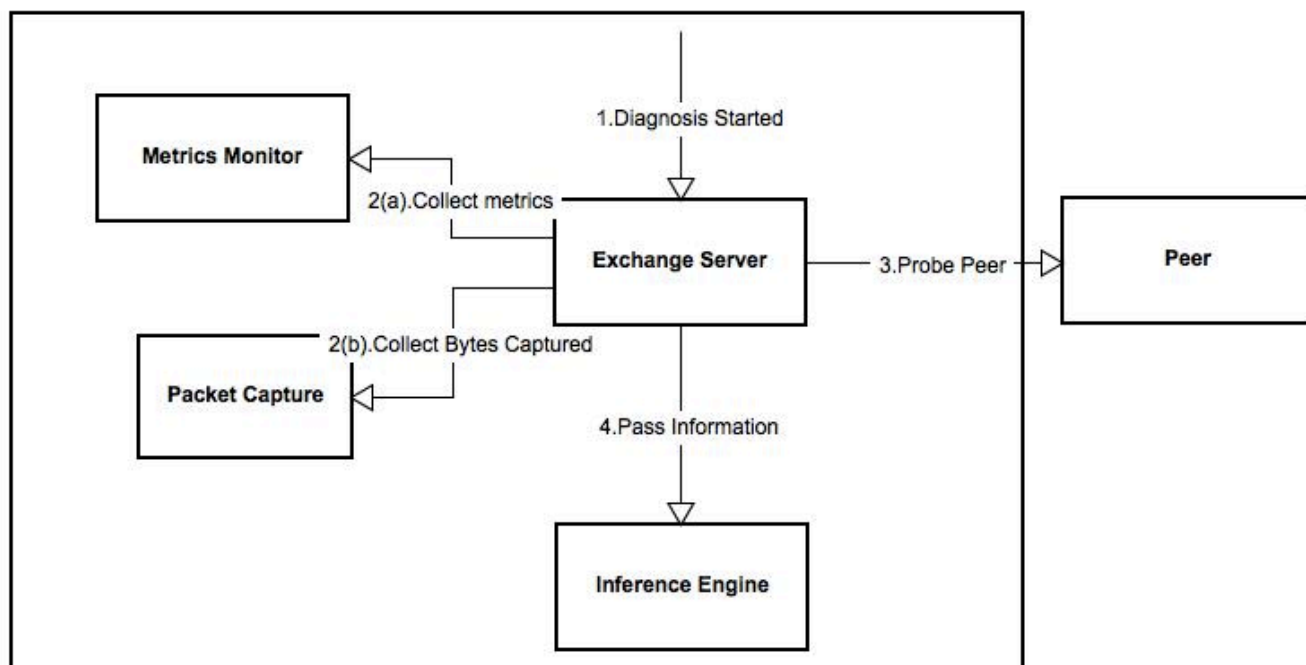 1.Diagnosis Started
Metrics Monitor
2(a).Collect metrics
Exchange Server
3.Probe Peer
Peer
2(b).Collect Bytes Captured
Packet Capture
4.Pass Information
Inference Engine